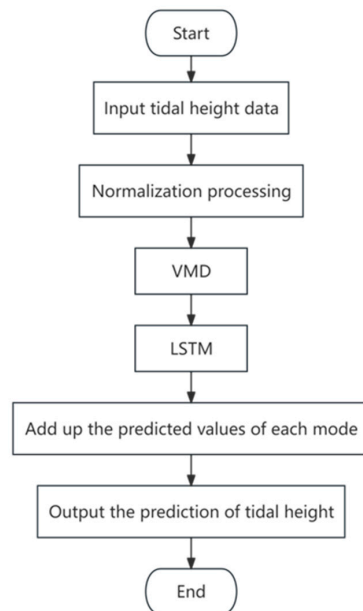 Start
Input tidal height data
Normalization processing
VMD
LSTM
Add up the predicted values of each mode
Output the prediction of tidal height
End